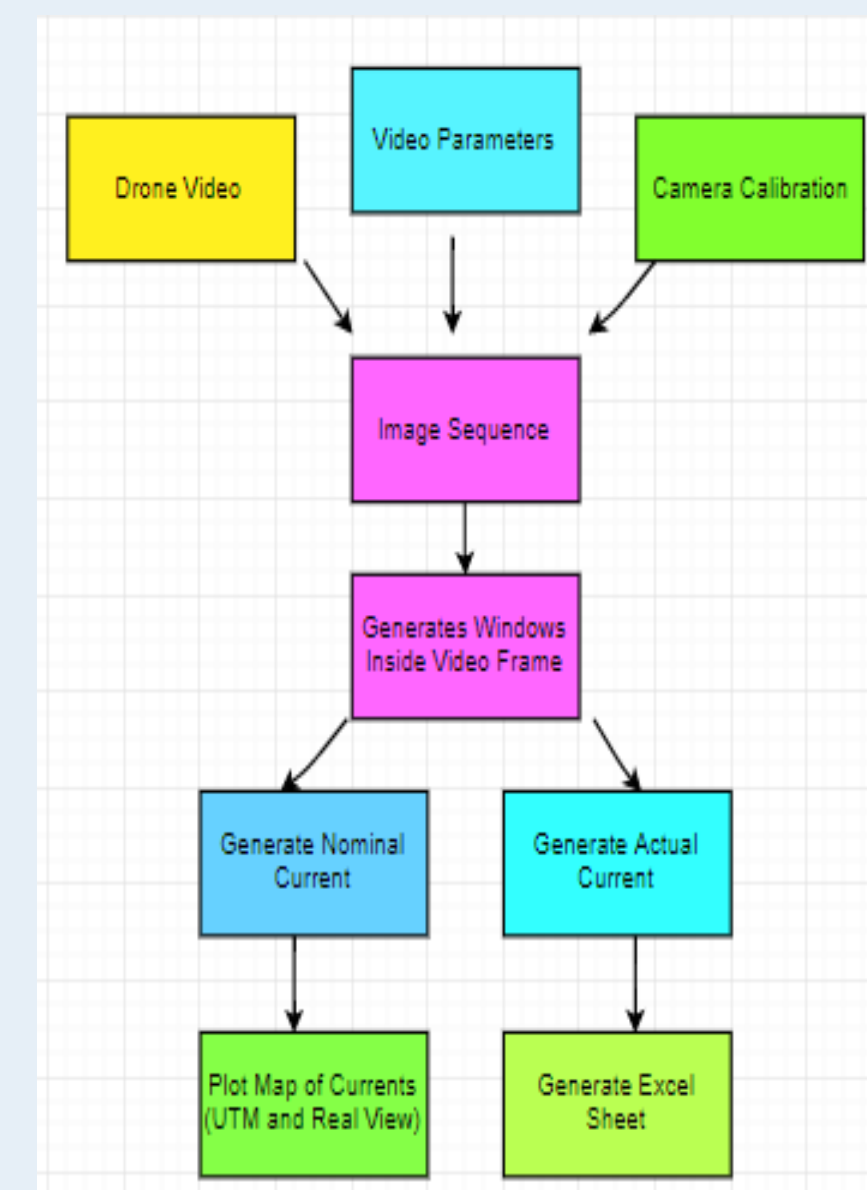 Video Parameters
Drone Video
Camera Calibration
Image Sequence
Generates Windows
Inside Video Frame
Generate Nominal
Current
Generate Actual
Current
Plot Map of Currents
(UTM and Real View)
Generate Excel
Sheet